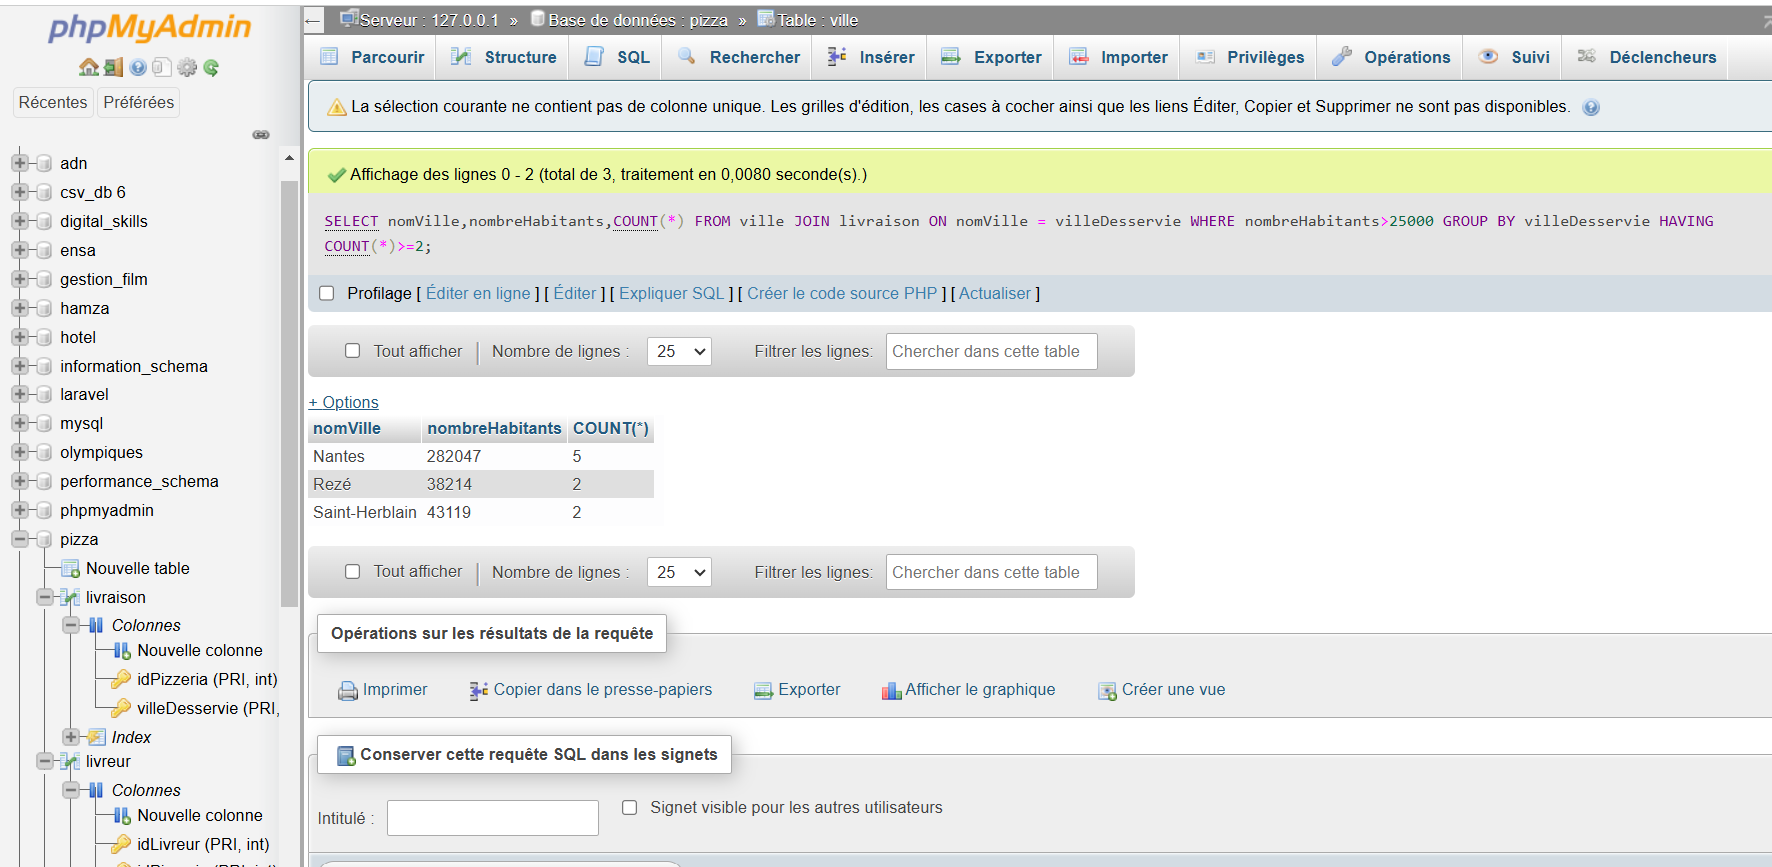 phpMyAdmin
Récentes Préférées
adn
csv_db 6
digital_skills
ensa
gestion_film
hamza
hotel
information_schema
laravel
mysql
olympiques
performance_schema
phpmyadmin
pizza
Nouvelle table
livraison
Colonnes
Nouvelle colonne
idPizzeria (PRI, int)
villeDesservie (PRI,
Index
livreur
Colonnes
Nouvelle colonne
idLivreur (PRI, int)
Serveur : 127.0.0.1 » Base de données : pizza » Table : ville
Parcourir Structure SQL Rechercher Insérer Exporter Importer Privilèges Opérations Suivi Déclencheurs
La sélection courante ne contient pas de colonne unique. Les grilles d'édition, les cases à cocher ainsi que les liens Éditer, Copier et Supprimer ne sont pas disponibles.
Affichage des lignes 0 - 2 (total de 3, traitement en 0,0080 seconde(s).)
SELECT nomVille,nombreHabitants,COUNT(*) FROM ville JOIN livraison ON nomVille = villeDesservie WHERE nombreHabitants>25000 GROUP BY villeDesservie HAVING
COUNT(*)>=2;
Profilage [ Éditer en ligne ] [ Éditer ] [ Expliquer SQL ] [ Créer le code source PHP ] [ Actualiser ]
Tout afficher | Nombre de lignes : 25 Filtrer les lignes: Chercher dans cette table
+ Options
nomVille nombreHabitants COUNT(*)
Nantes 282047 5
Rezé 38214 2
Saint-Herblain 43119 2
Tout afficher | Nombre de lignes : 25 Filtrer les lignes: Chercher dans cette table
Opérations sur les résultats de la requête
Imprimer Copier dans le presse-papiers Exporter Afficher le graphique Créer une vue
Conserver cette requête SQL dans les signets
Intitulé : Signet visible pour les autres utilisateurs